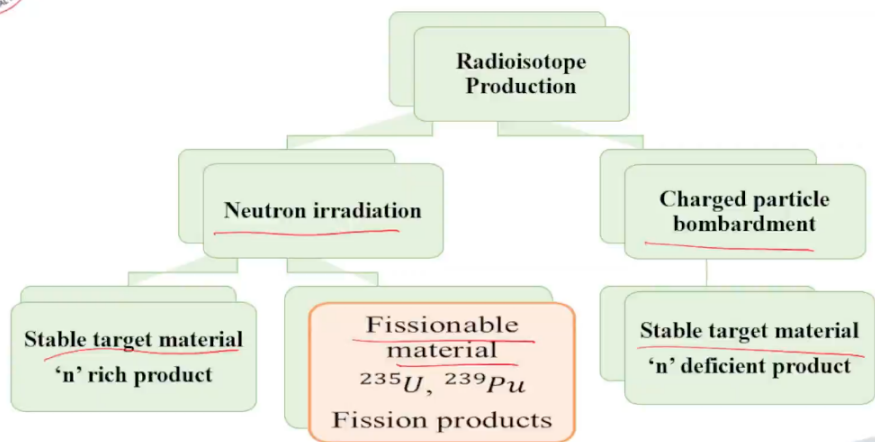 Radioisotope
Production
Neutron irradiation
Charged particle
bombardment
Stable target material
‘n’ rich product
Fissionable
material
²³⁵U, ²³⁹Pu
Fission products
Stable target material
‘n’ deficient product